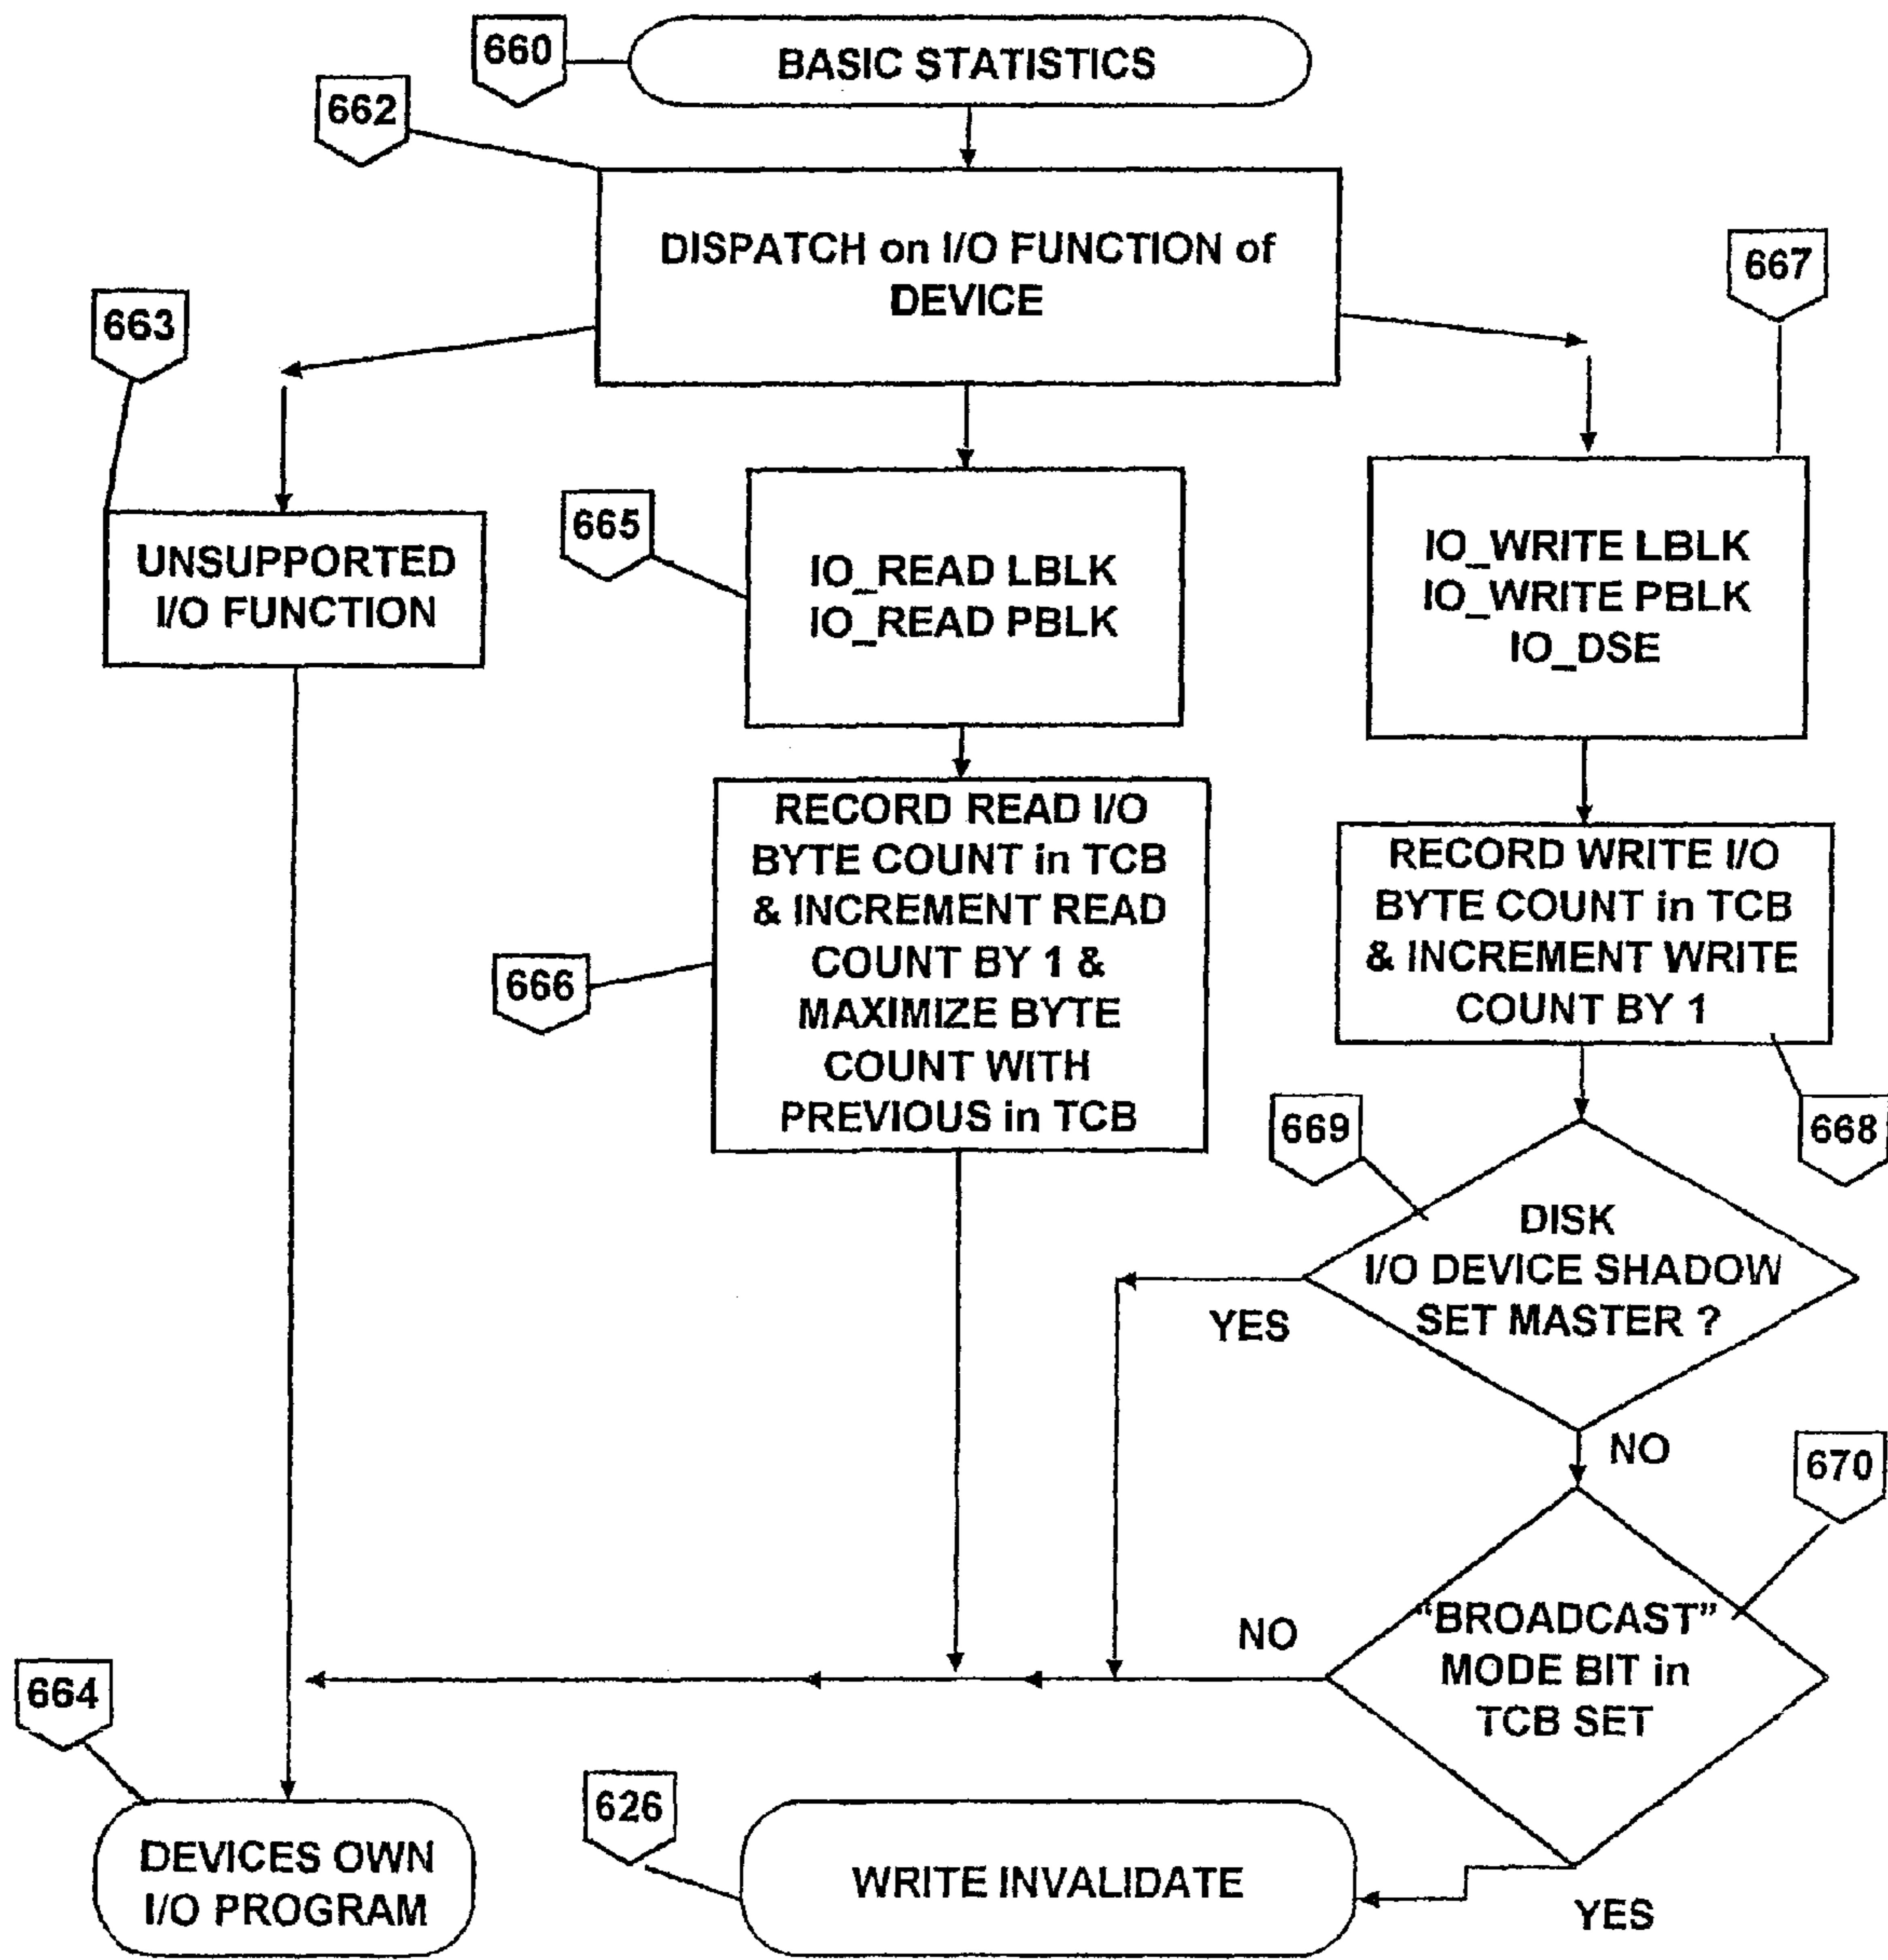 660
BASIC STATISTICS
662
DISPATCH on I/O FUNCTION of
DEVICE
667
663
UNSUPPORTED
I/O FUNCTION
665
IO_READ LBLK
IO_READ PBLK
IO_WRITE LBLK
IO_WRITE PBLK
IO_DSE
RECORD READ I/O
BYTE COUNT in TCB
& INCREMENT READ
COUNT BY 1 &
MAXIMIZE BYTE
COUNT WITH
PREVIOUS in TCB
666
RECORD WRITE I/O
BYTE COUNT in TCB
& INCREMENT WRITE
COUNT BY 1
668
669
DISK
I/O DEVICE SHADOW
SET MASTER ?
YES
NO
670
"BROADCAST”
MODE BIT in
TCB SET
NO
YES
664
DEVICES OWN
I/O PROGRAM
626
WRITE INVALIDATE